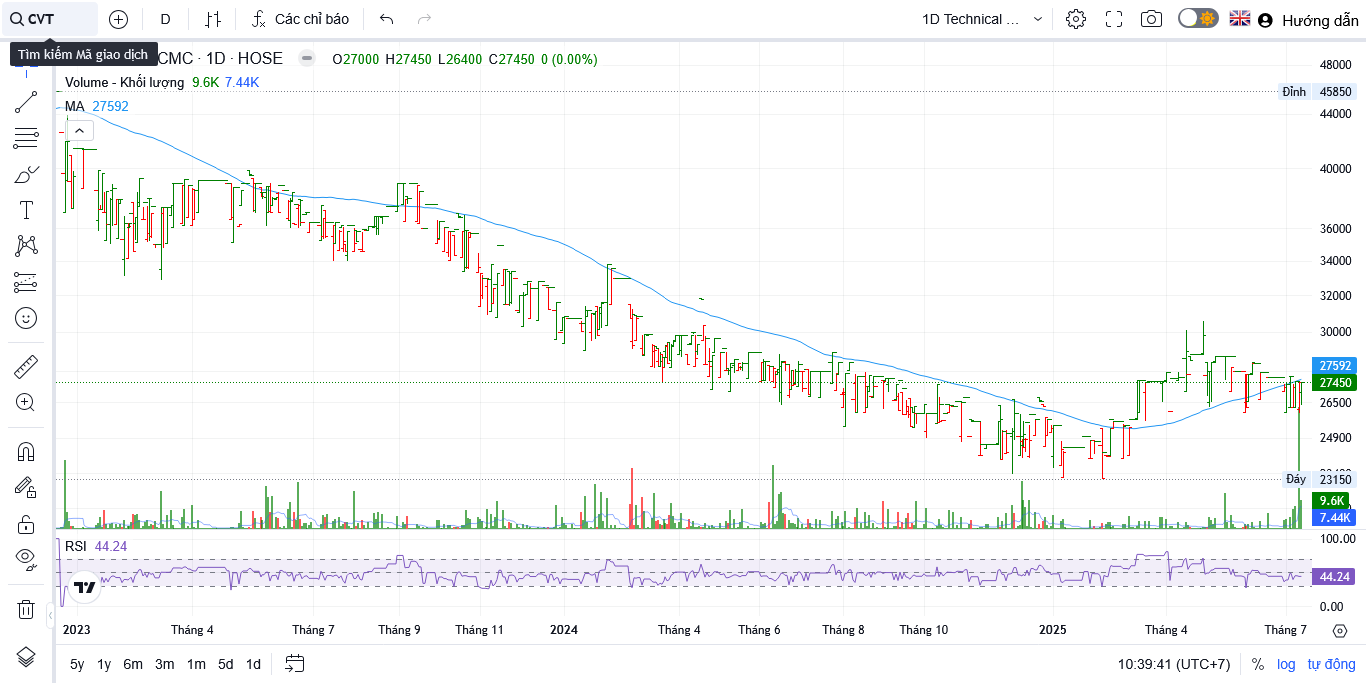 CVT
D
Các chỉ báo
1D Technical ...
Hướng dẫn
Tìm kiếm Mã giao dịch
CMC · 1D · HOSE
O27000 H27450 L26400 C27450 0 (0.00%)
Volume - Khối lượng 9.6K 7.44K
MA 27592
48000
Đỉnh 45850
44000
40000
36000
34000
32000
30000
27592
27450
26500
24900
Đáy 23150
9.6K
7.44K
RSI 44.24
100.00
44.24
0.00
2023 Tháng 4 Tháng 7 Tháng 9 Tháng 11 2024 Tháng 4 Tháng 6 Tháng 8 Tháng 10 2025 Tháng 4 Tháng 7
5y 1y 6m 3m 1m 5d 1d
10:39:41 (UTC+7) % log tự động